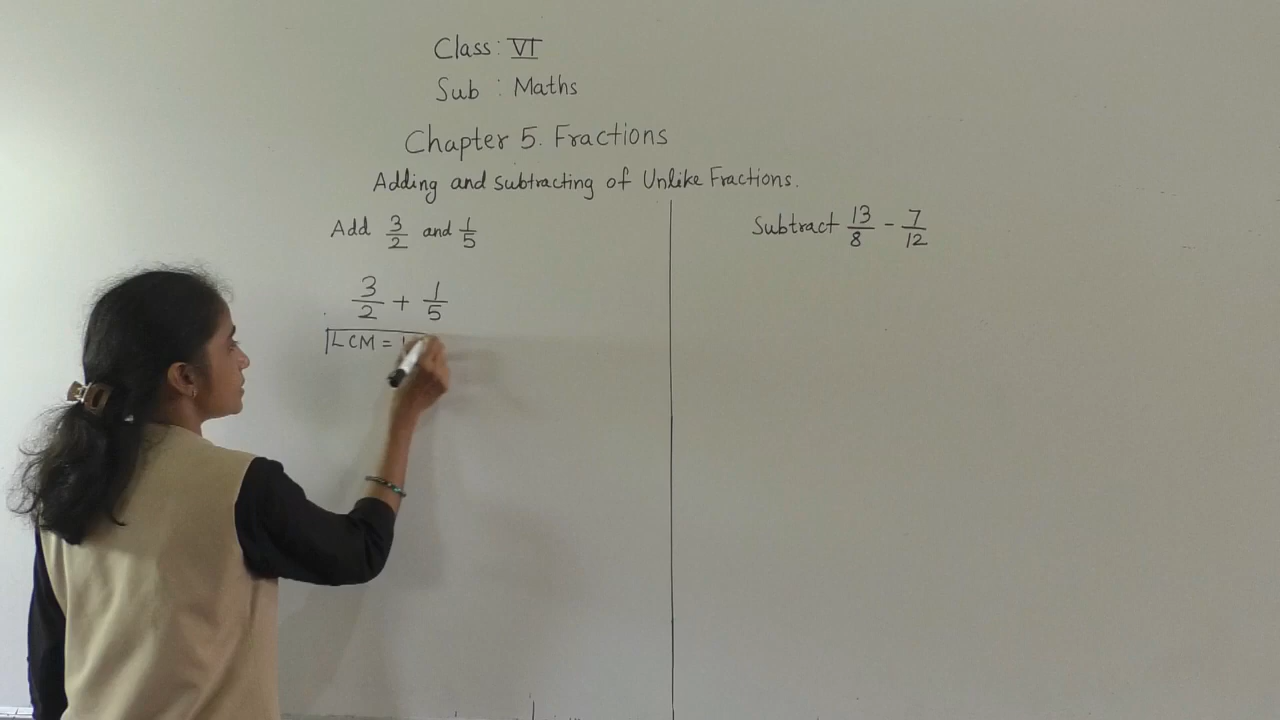 Class: VI
Sub : Maths
Chapter 5. Fractions
Adding and subtracting of Unlike Fractions.
Add 3/2 and 1/5
3/2 + 1/5
LCM =
Subtract 13/8 - 7/12